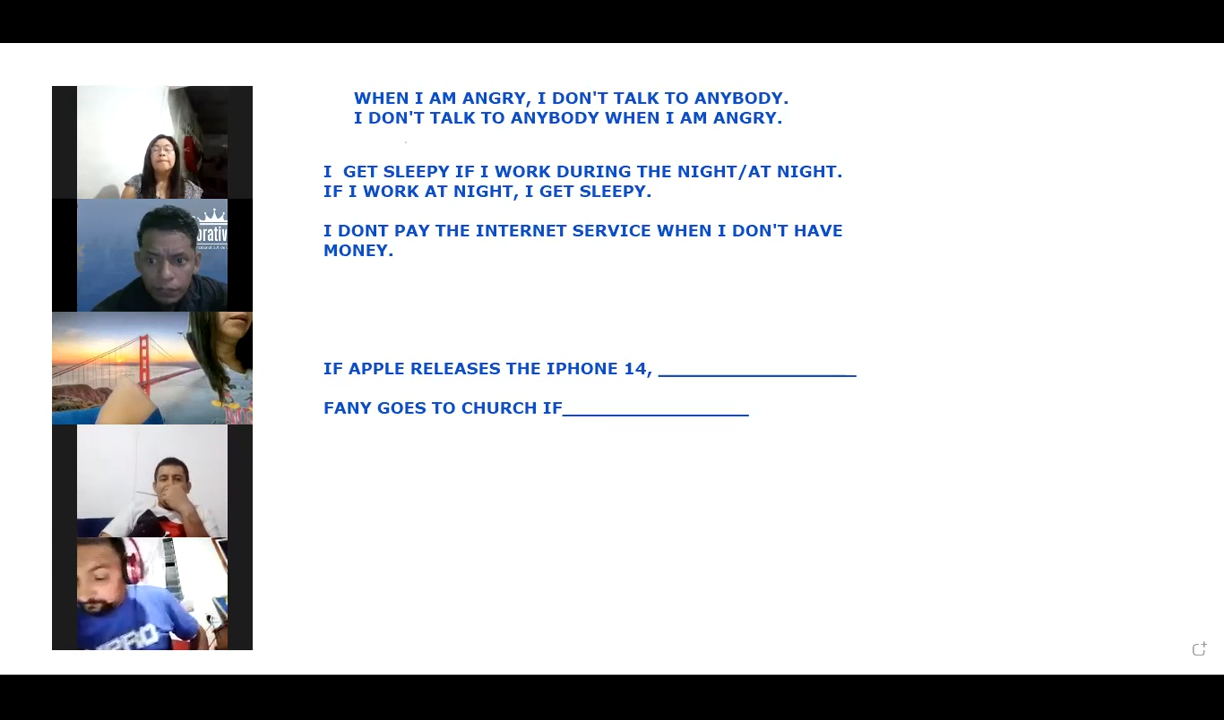 WHEN I AM ANGRY, I DON'T TALK TO ANYBODY.
I DON'T TALK TO ANYBODY WHEN I AM ANGRY.
I GET SLEEPY IF I WORK DURING THE NIGHT/AT NIGHT.
IF I WORK AT NIGHT, I GET SLEEPY.
I DONT PAY THE INTERNET SERVICE WHEN I DON'T HAVE
MONEY.
IF APPLE RELEASES THE IPHONE 14, __________________
FANY GOES TO CHURCH IF_________________